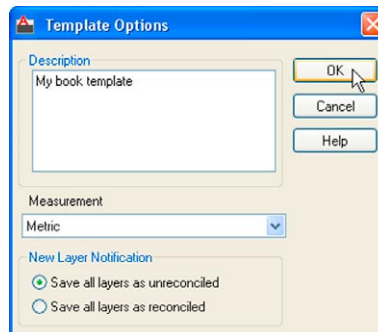 Template Options
Description
My book template
OK
Cancel
Help
Measurement
Metric
New Layer Notification
Save all layers as unreconciled
Save all layers as reconciled